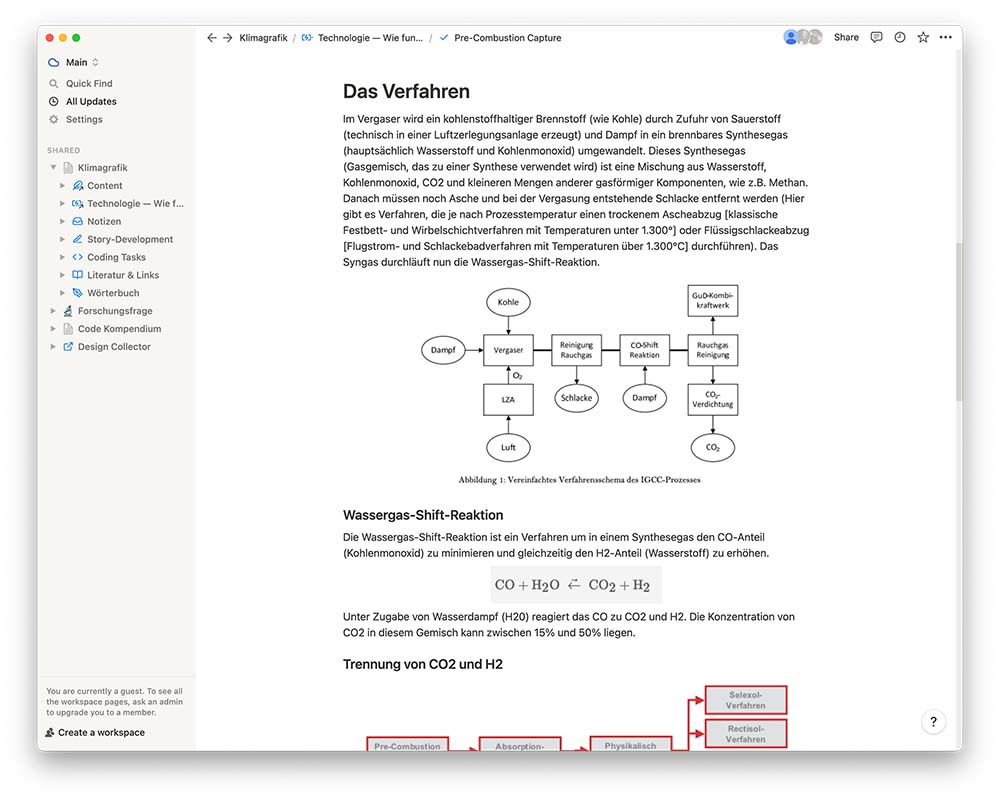 Klimagrafik / Technologie — Wie fun... / Pre-Combustion Capture
Share
Main
Quick Find
All Updates
Settings
SHARED
Klimagrafik
Content
Technologie — Wie f...
Notizen
Story-Development
Coding Tasks
Literatur & Links
Wörterbuch
Forschungsfrage
Code Kompendium
Design Collector
You are currently a guest. To see all
the workspace pages, ask an admin
to upgrade you to a member.
Create a workspace
Das Verfahren
Im Vergaser wird ein kohlenstoffhaltiger Brennstoff (wie Kohle) durch Zufuhr von Sauerstoff
(technisch in einer Luftzerlegungsanlage erzeugt) und Dampf in ein brennbares Synthesegas
(hauptsächlich Wasserstoff und Kohlenmonoxid) umgewandelt. Dieses Synthesegas
(Gasgemisch, das zu einer Synthese verwendet wird) ist eine Mischung aus Wasserstoff,
Kohlenmonoxid, CO2 und kleineren Mengen anderer gasförmiger Komponenten, wie z.B. Methan.
Danach müssen noch Asche und bei der Vergasung entstehende Schlacke entfernt werden (Hier
gibt es Verfahren, die je nach Prozesstemperatur einen trockenem Ascheabzug [klassische
Festbett- und Wirbelschichtverfahren mit Temperaturen unter 1.300°] oder Flüssigschlackeabzug
[Flugstrom- und Schlackebadverfahren mit Temperaturen über 1.300°C] durchführen). Das
Syngas durchläuft nun die Wassergas-Shift-Reaktion.
Kohle
GuD-Kombi-
kraftwerk
Dampf
Vergaser
Reinigung
Rauchgas
CO-Shift
Reaktion
Rauchgas
Reinigung
O₂
LZA
Schlacke
Dampf
CO₂-
Verdichtung
Luft
CO₂
Abbildung 1: Vereinfachtes Verfahrensschema des IGCC-Prozesses
Wassergas-Shift-Reaktion
Die Wassergas-Shift-Reaktion ist ein Verfahren um in einem Synthesegas den CO-Anteil
(Kohlenmonoxid) zu minimieren und gleichzeitig den H2-Anteil (Wasserstoff) zu erhöhen.
CO + H₂O ⇄ CO₂ + H₂
Unter Zugabe von Wasserdampf (H20) reagiert das CO zu CO2 und H2. Die Konzentration von
CO2 in diesem Gemisch kann zwischen 15% und 50% liegen.
Trennung von CO2 und H2
Selexol-
Verfahren
Rectisol-
Verfahren
Pre-Combustion
Absorption-
Physikalisch
?